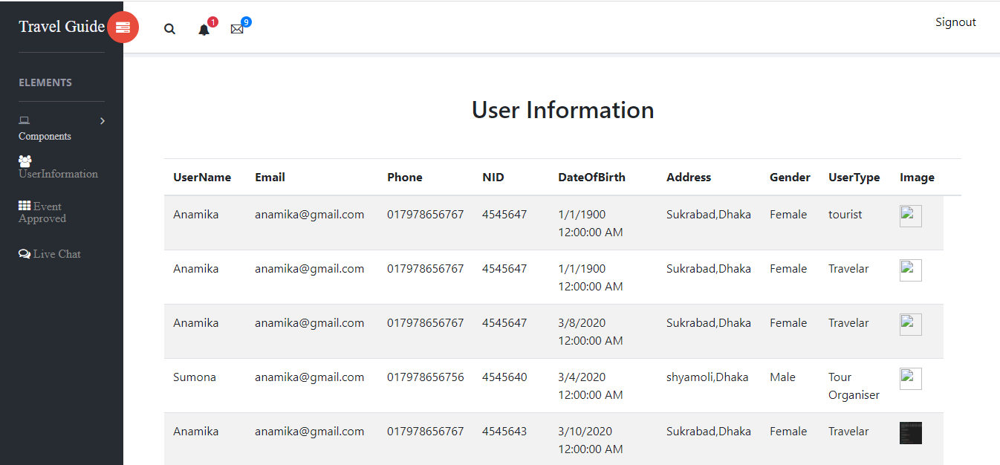 Travel Guide
1
9
Signout
ELEMENTS
Components
UserInformation
Event
Approved
Live Chat
User Information
UserName Email Phone NID DateOfBirth Address Gender UserType Image
Anamika anamika@gmail.com 017978656767 4545647 1/1/1900 Sukrabad,Dhaka Female tourist
12:00:00 AM
Anamika anamika@gmail.com 017978656767 4545647 1/1/1900 Sukrabad,Dhaka Female Travelar
12:00:00 AM
Anamika anamika@gmail.com 017978656767 4545647 3/8/2020 Sukrabad,Dhaka Female Travelar
12:00:00 AM
Sumona anamika@gmail.com 017978656756 4545640 3/4/2020 shyamoli,Dhaka Male Tour
12:00:00 AM Organiser
Anamika anamika@gmail.com 017978656767 4545643 3/10/2020 Sukrabad,Dhaka Female Travelar
12:00:00 AM